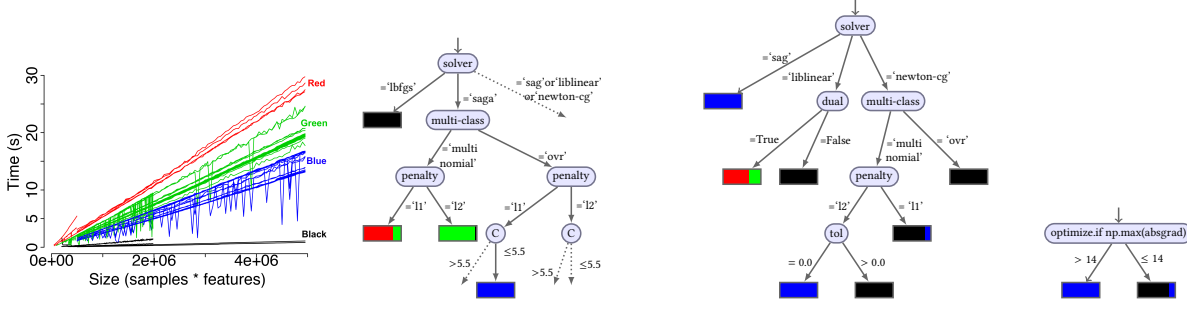 30
20
10
5
0
Time (s)
0e+00
2e+06
4e+06
Size (samples * features)
Red
Green
Blue
Black
solver
=‘lbfgs’
=‘saga’
=‘sag’or‘liblinear’
or‘newton-cg’
multi-class
=‘multi
nomial’
=‘ovr’
penalty
penalty
=‘l1’
=‘l2’
=‘l1’
=‘l2’
C
C
>5.5
≤5.5
>5.5
≤5.5
solver
=‘sag’
=‘liblinear’
=‘newton-cg’
dual
multi-class
=True
=False
=‘multi
nomial’
=‘ovr’
penalty
=‘l2’
= ‘l1’
tol
= 0.0
> 0.0
optimize.if np.max(absgrad)
> 14
≤ 14